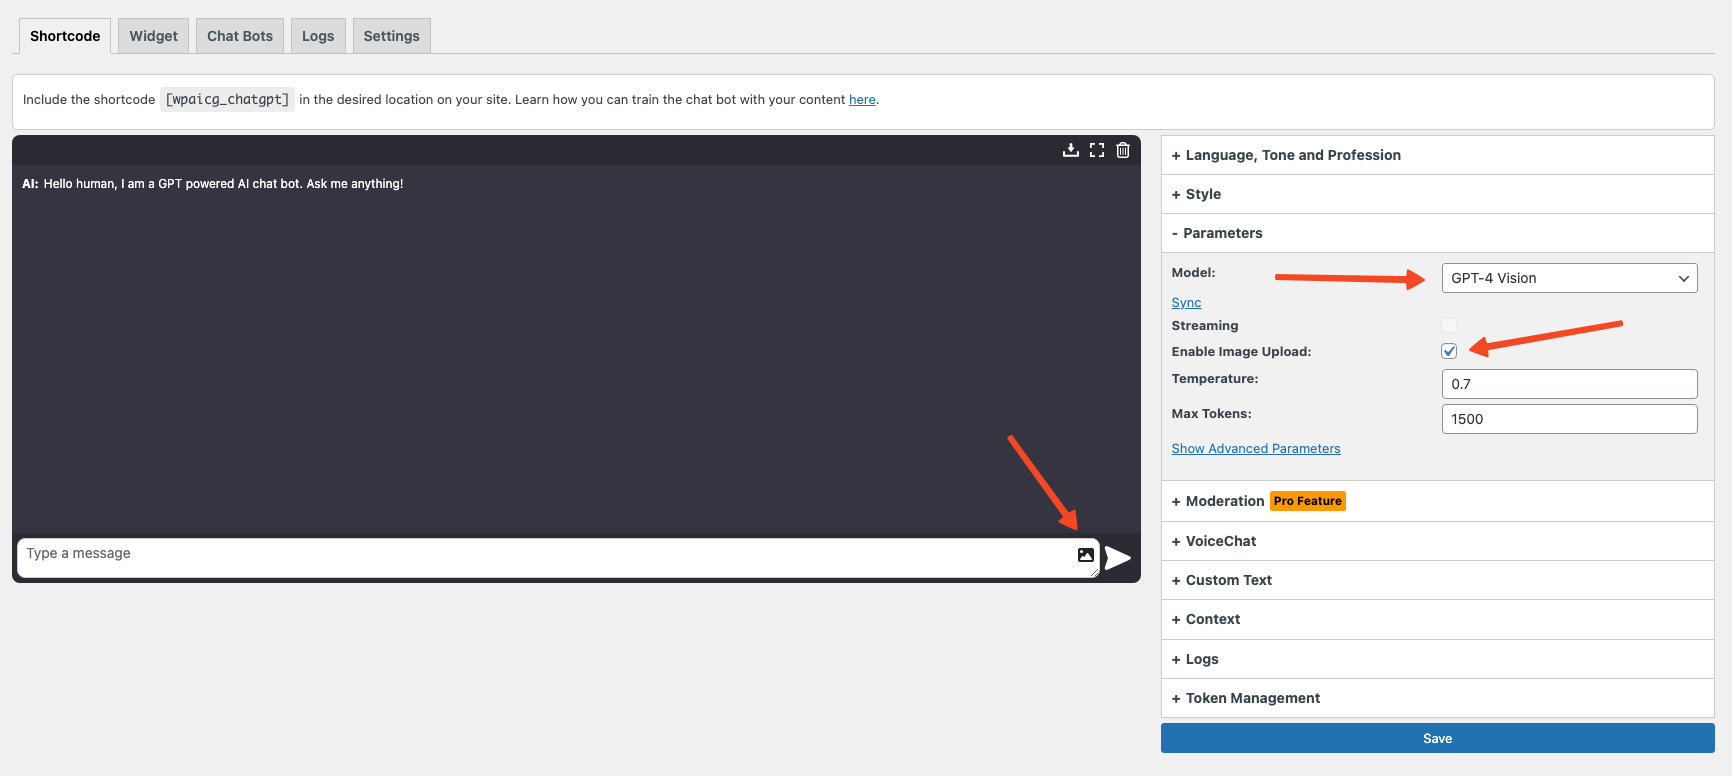 Shortcode Widget Chat Bots Logs Settings
Include the shortcode [wpaicg_chatgpt] in the desired location on your site. Learn how you can train the chat bot with your content here.
AI: Hello human, I am a GPT powered AI chat bot. Ask me anything!
Type a message
+ Language, Tone and Profession
+ Style
- Parameters
Model: GPT-4 Vision
Sync
Streaming
Enable Image Upload:
Temperature: 0.7
Max Tokens: 1500
Show Advanced Parameters
+ Moderation Pro Feature
+ VoiceChat
+ Custom Text
+ Context
+ Logs
+ Token Management
Save